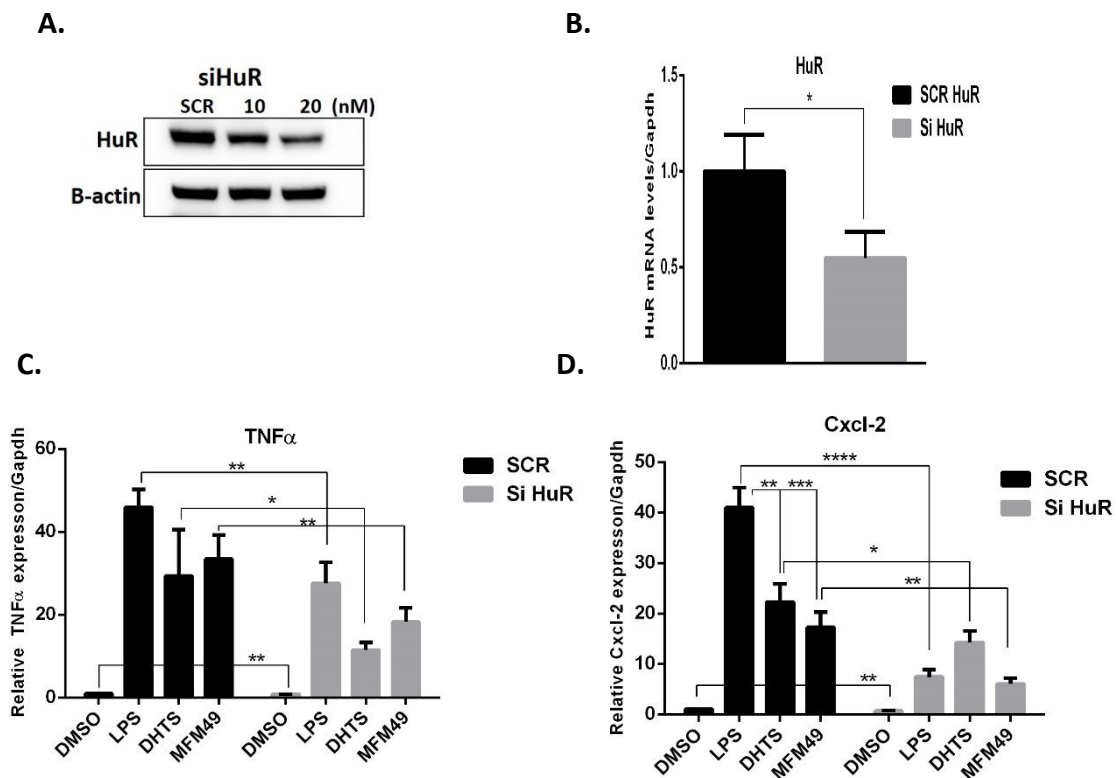 A.
siHuR
SCR 10 20 (nM)
HuR
B-actin
B.
HuR
HuR mRNA levels/Gapdh
1.5
1.0
0.5
0.0
*
SCR HuR
Si HuR
C.
TNFα
Relative TNFα expresson/Gapdh
60
40
20
0
**
*
**
**
SCR
Si HuR
DMSO LPS DHTS MFM49 DMSO LPS DHTS MFM49
D.
Cxcl-2
Relative Cxcl-2 expresson/Gapdh
50
40
30
20
10
0
****
** ***
*
**
**
SCR
Si HuR
DMSO LPS DHTS MFM49 DMSO LPS DHTS MFM49